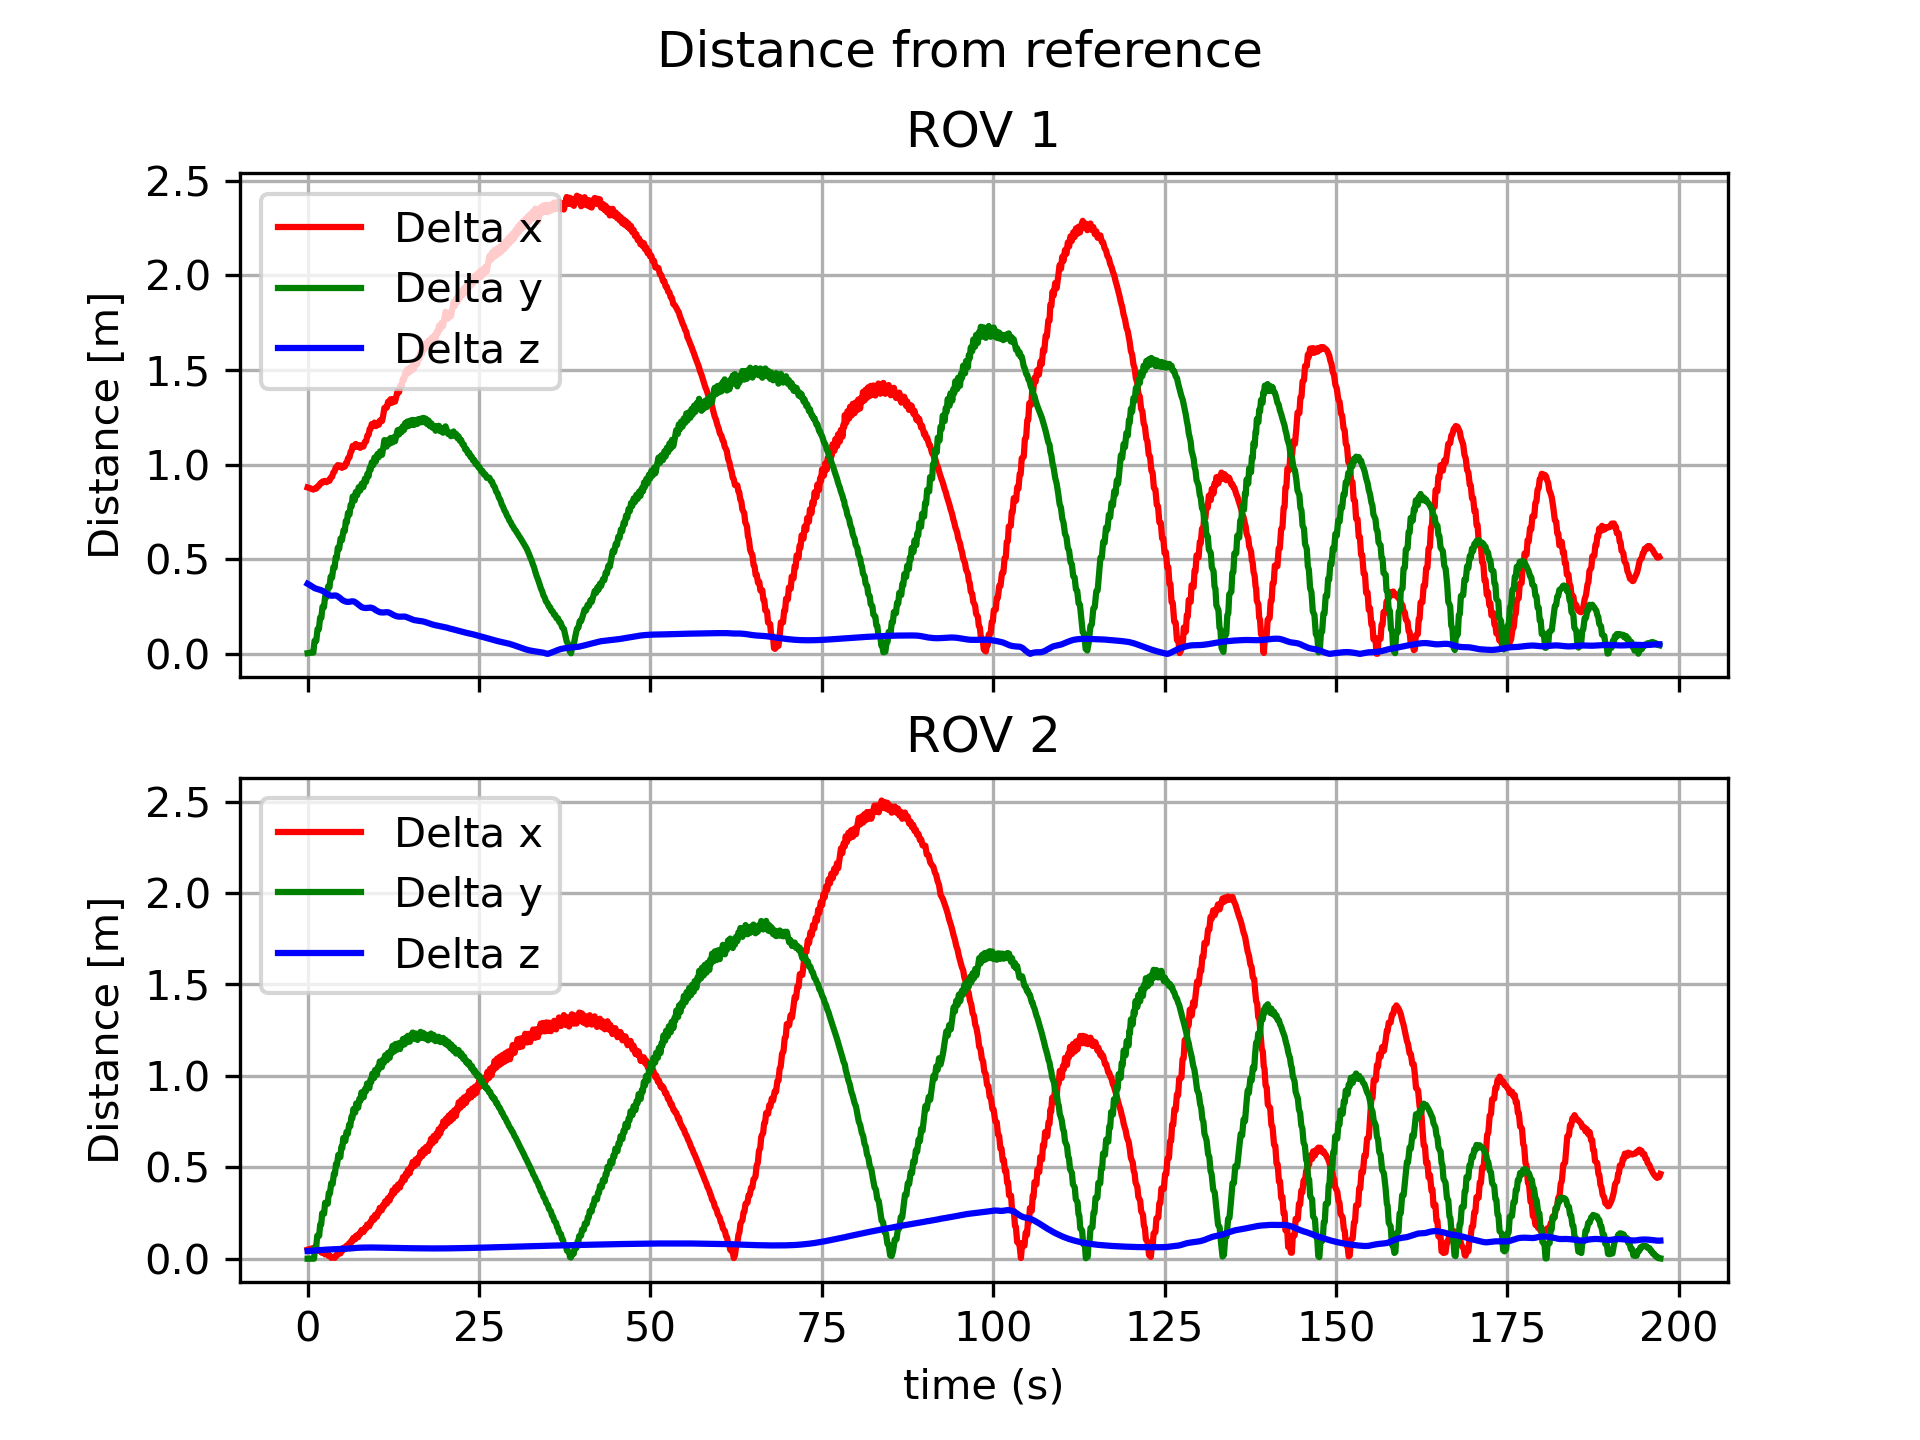 Distance from reference
ROV 1
2.5
2.0
1.5
1.0
0.5
0.0
Distance [m]
Delta x
Delta y
Delta z
ROV 2
2.5
2.0
1.5
1.0
0.5
0.0
Distance [m]
Delta x
Delta y
Delta z
0 25 50 75 100 125 150 175 200
time (s)